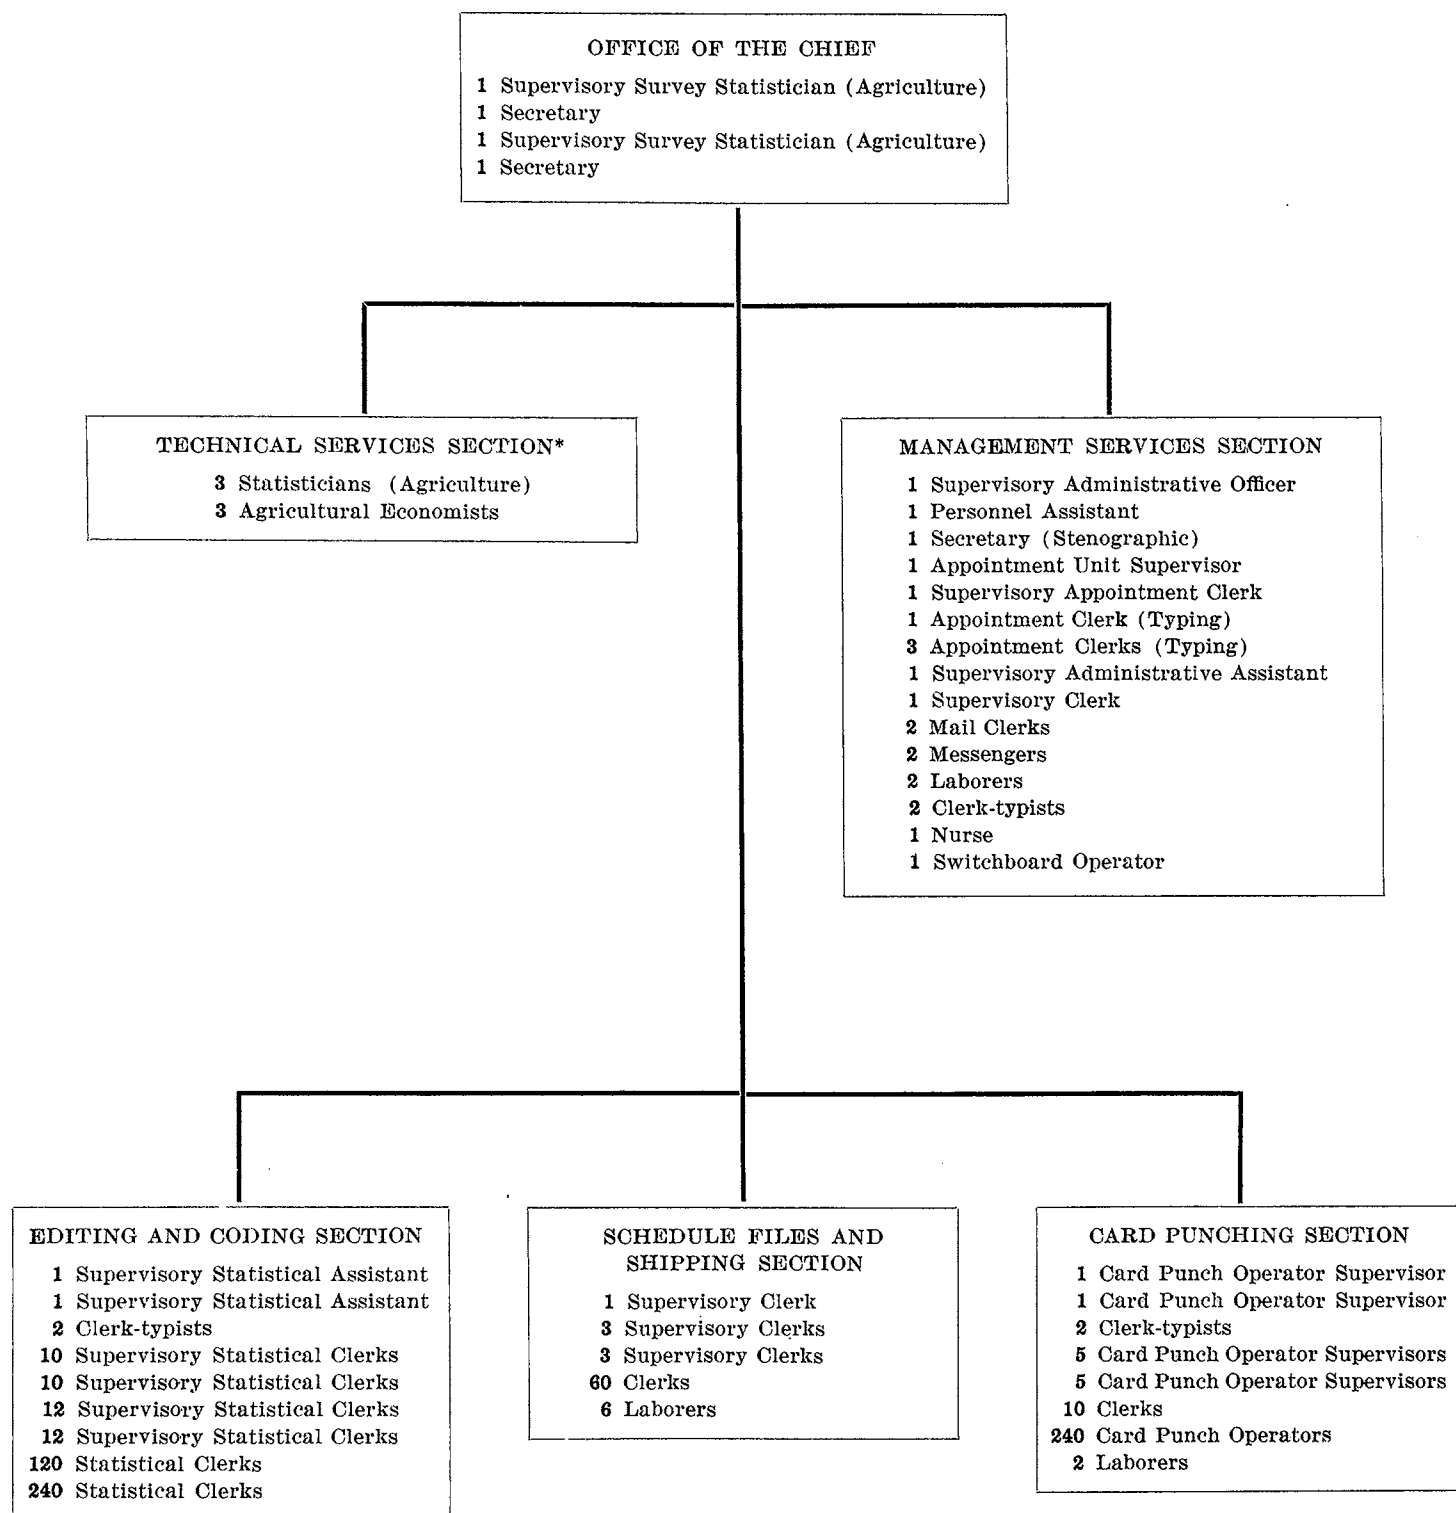 OFFICE OF THE CHIEF
1 Supervisory Survey Statistician (Agriculture)
1 Secretary
1 Supervisory Survey Statistician (Agriculture)
1 Secretary
TECHNICAL SERVICES SECTION*
3 Statisticians (Agriculture)
3 Agricultural Economists
MANAGEMENT SERVICES SECTION
1 Supervisory Administrative Officer
1 Personnel Assistant
1 Secretary (Stenographic)
1 Appointment Unit Supervisor
1 Supervisory Appointment Clerk
1 Appointment Clerk (Typing)
3 Appointment Clerks (Typing)
1 Supervisory Administrative Assistant
1 Supervisory Clerk
2 Mail Clerks
2 Messengers
2 Laborers
2 Clerk-typists
1 Nurse
1 Switchboard Operator
EDITING AND CODING SECTION
1 Supervisory Statistical Assistant
1 Supervisory Statistical Assistant
2 Clerk-typists
10 Supervisory Statistical Clerks
10 Supervisory Statistical Clerks
12 Supervisory Statistical Clerks
12 Supervisory Statistical Clerks
120 Statistical Clerks
240 Statistical Clerks
SCHEDULE FILES AND
SHIPPING SECTION
1 Supervisory Clerk
3 Supervisory Clerks
3 Supervisory Clerks
60 Clerks
6 Laborers
CARD PUNCHING SECTION
1 Card Punch Operator Supervisor
1 Card Punch Operator Supervisor
2 Clerk-typists
5 Card Punch Operator Supervisors
5 Card Punch Operator Supervisors
10 Clerks
240 Card Punch Operators
2 Laborers